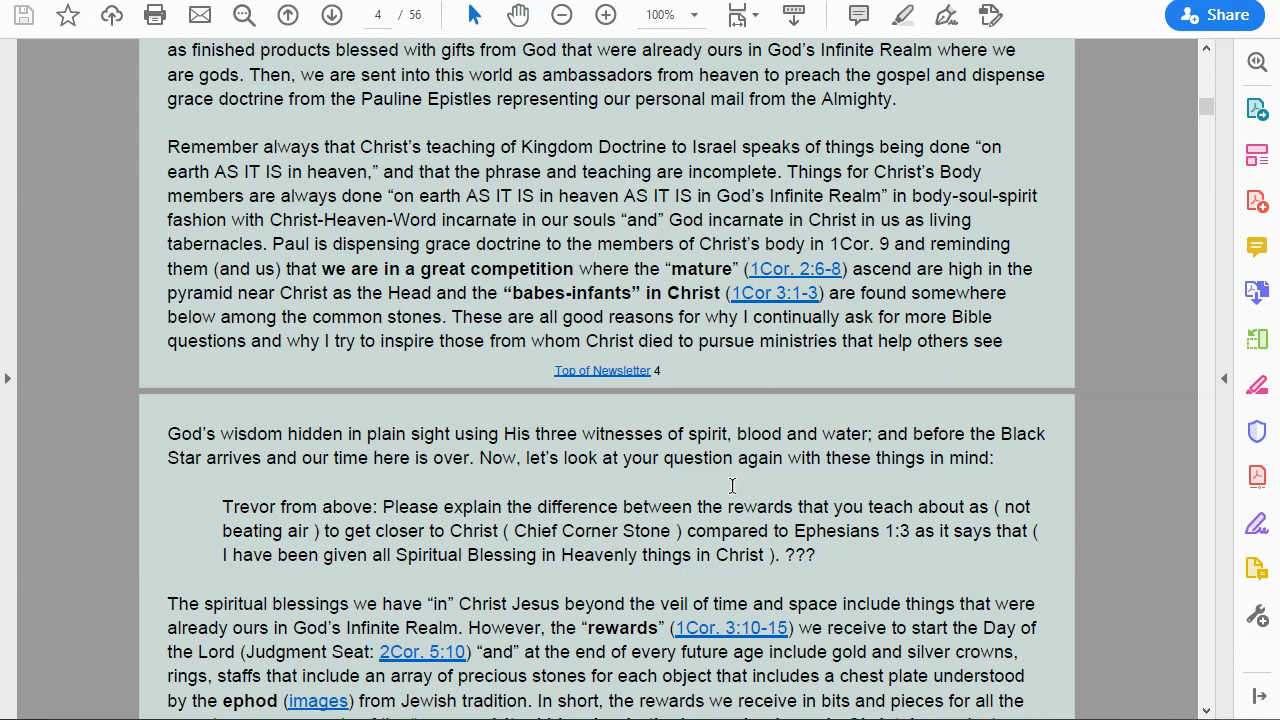 4 / 56
100%
Share
as finished products blessed with gifts from God that were already ours in God’s Infinite Realm where we
are gods. Then, we are sent into this world as ambassadors from heaven to preach the gospel and dispense
grace doctrine from the Pauline Epistles representing our personal mail from the Almighty.
Remember always that Christ’s teaching of Kingdom Doctrine to Israel speaks of things being done “on
earth AS IT IS in heaven,” and that the phrase and teaching are incomplete. Things for Christ’s Body
members are always done “on earth AS IT IS in heaven AS IT IS in God’s Infinite Realm” in body-soul-spirit
fashion with Christ-Heaven-Word incarnate in our souls “and” God incarnate in Christ in us as living
tabernacles. Paul is dispensing grace doctrine to the members of Christ’s body in 1Cor. 9 and reminding
them (and us) that we are in a great competition where the “mature” (1Cor. 2:6-8) ascend are high in the
pyramid near Christ as the Head and the “babes-infants” in Christ (1Cor 3:1-3) are found somewhere
below among the common stones. These are all good reasons for why I continually ask for more Bible
questions and why I try to inspire those from whom Christ died to pursue ministries that help others see
Top of Newsletter 4
God’s wisdom hidden in plain sight using His three witnesses of spirit, blood and water; and before the Black
Star arrives and our time here is over. Now, let’s look at your question again with these things in mind:
Trevor from above: Please explain the difference between the rewards that you teach about as ( not
beating air ) to get closer to Christ ( Chief Corner Stone ) compared to Ephesians 1:3 as it says that (
I have been given all Spiritual Blessing in Heavenly things in Christ ). ???
The spiritual blessings we have “in” Christ Jesus beyond the veil of time and space include things that were
already ours in God’s Infinite Realm. However, the “rewards” (1Cor. 3:10-15) we receive to start the Day of
the Lord (Judgment Seat: 2Cor. 5:10) “and” at the end of every future age include gold and silver crowns,
rings, staffs that include an array of precious stones for each object that includes a chest plate understood
by the ephod (images) from Jewish tradition. In short, the rewards we receive in bits and pieces for all the